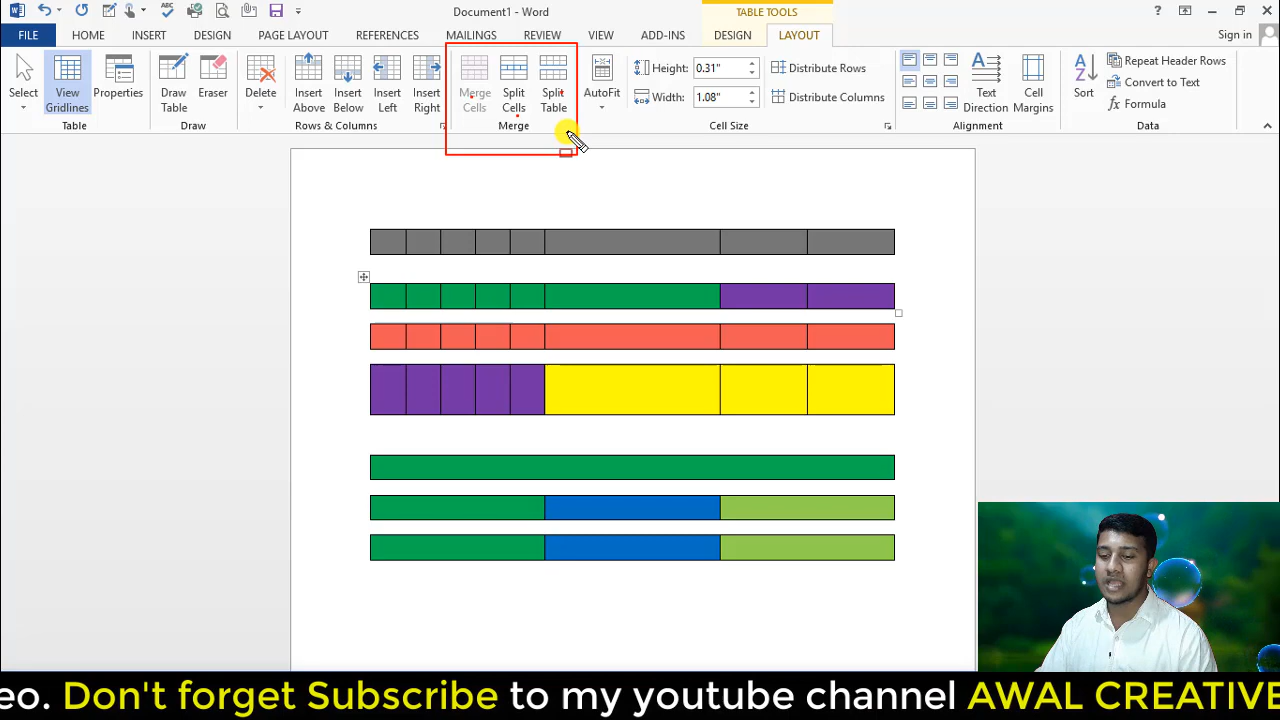 Document1 - Word
TABLE TOOLS
FILE HOME INSERT DESIGN PAGE LAYOUT REFERENCES MAILINGS REVIEW VIEW ADD-INS DESIGN LAYOUT Sign in
Select
View Gridlines
Properties
Table
Draw Table
Eraser
Draw
Delete
Insert Above
Insert Below
Insert Left
Insert Right
Rows & Columns
Merge Cells
Split Cells
Split Table
Merge
AutoFit
Height: 0.31"
Width: 1.08"
Distribute Rows
Distribute Columns
Cell Size
Text Direction
Cell Margins
Alignment
Sort
Repeat Header Rows
Convert to Text
Formula
Data
eo. Don't forget Subscribe to my youtube channel AWAL CREATIVE